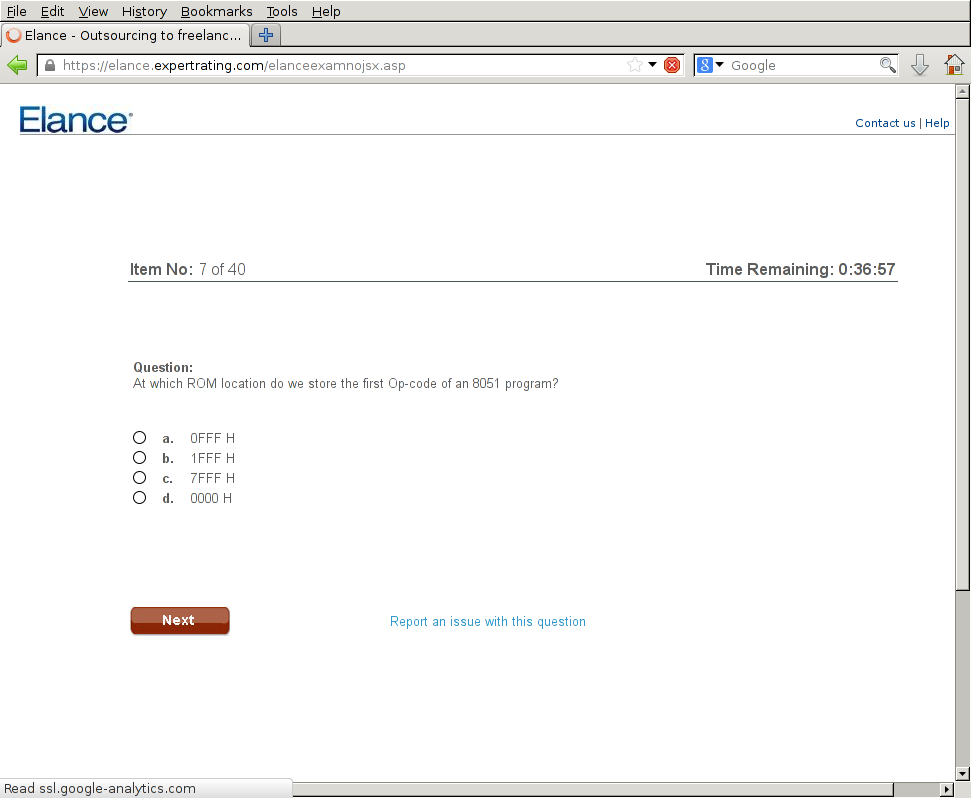 File Edit View History Bookmarks Tools Help
Elance - Outsourcing to freelanc...
https://elance.expertrating.com/elanceexamnojsx.asp
8 Google
Elance
Contact us | Help
Item No: 7 of 40 Time Remaining: 0:36:57
Question:
At which ROM location do we store the first Op-code of an 8051 program?
a. 0FFF H
b. 1FFF H
c. 7FFF H
d. 0000 H
Next Report an issue with this question
Read ssl.google-analytics.com